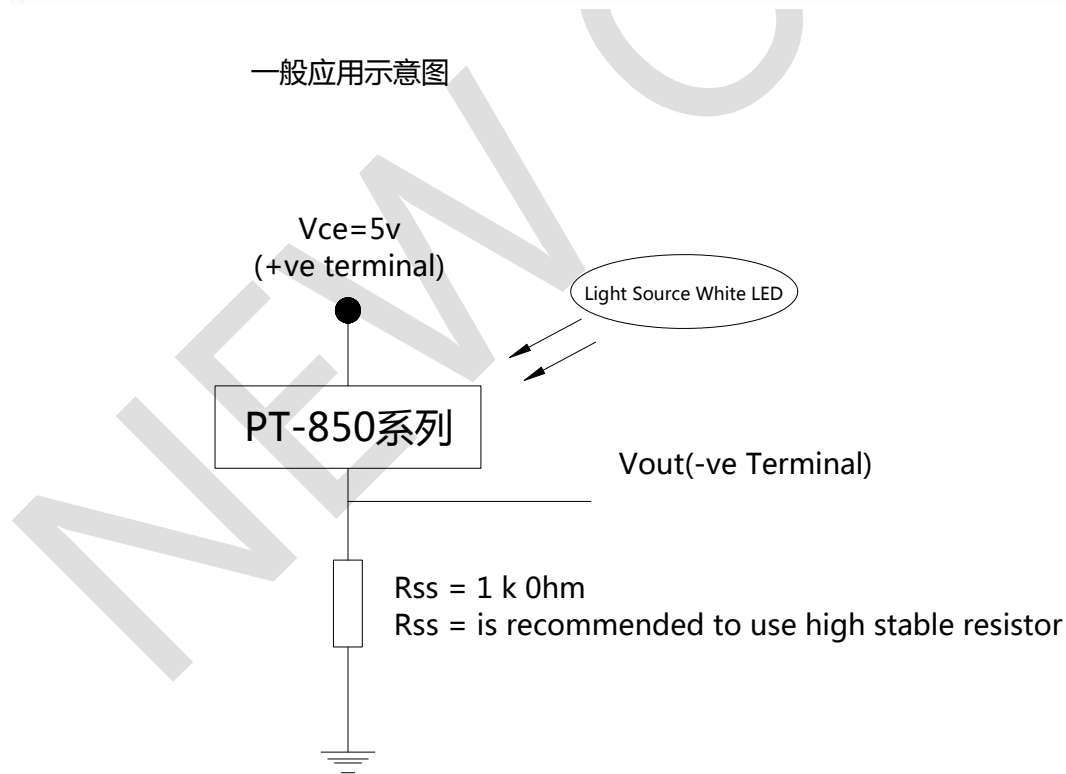 一般应用示意图
Vce=5v
(+ve terminal)
Light Source White LED
PT-850系列
Vout(-ve Terminal)
Rss = 1 k 0hm
Rss = is recommended to use high stable resistor
NEW